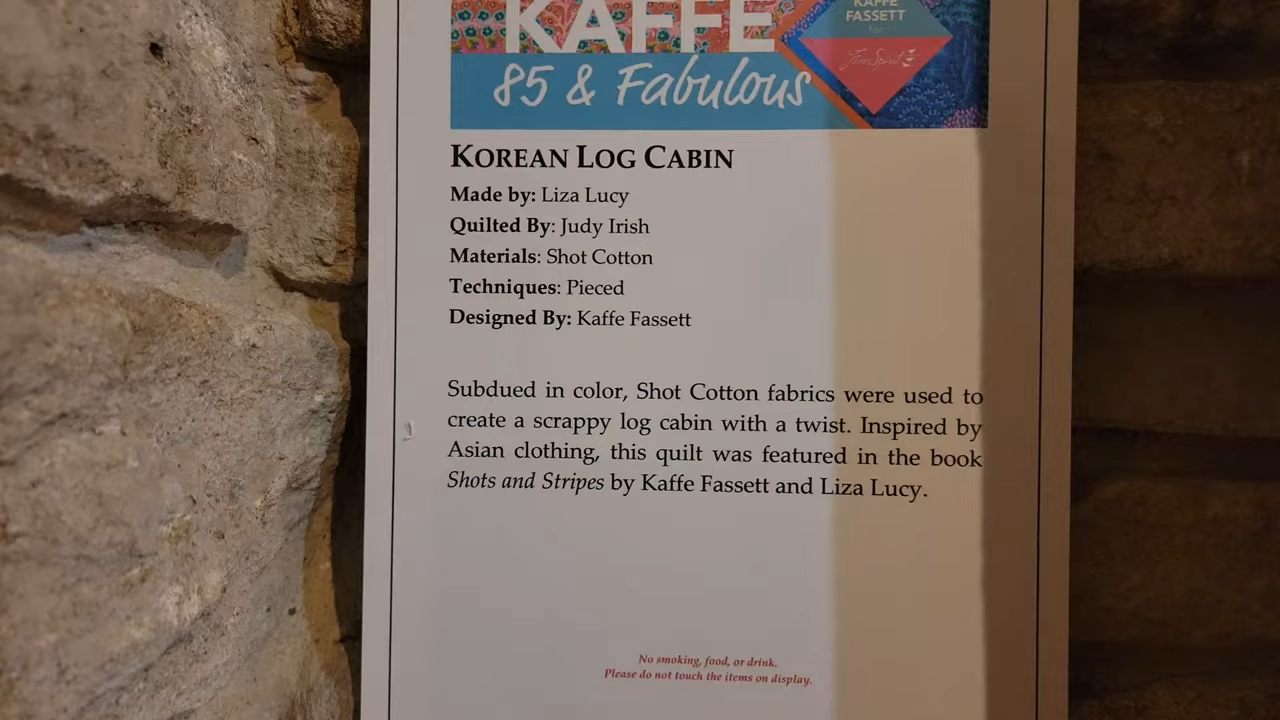 KAFFE
KAFFE
FASSETT
for
FreeSpirit
85 & Fabulous
KOREAN LOG CABIN
Made by: Liza Lucy
Quilted By: Judy Irish
Materials: Shot Cotton
Techniques: Pieced
Designed By: Kaffe Fassett
Subdued in color, Shot Cotton fabrics were used to
create a scrappy log cabin with a twist. Inspired by
Asian clothing, this quilt was featured in the book
Shots and Stripes by Kaffe Fassett and Liza Lucy.
No smoking, food, or drink.
Please do not touch the items on display.